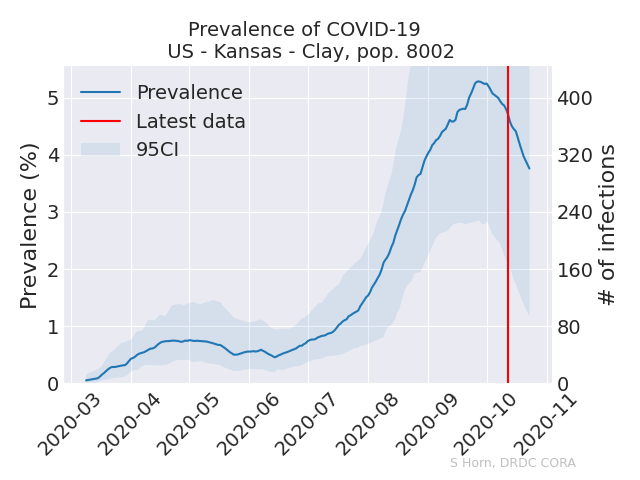 Prevalence of COVID-19
US - Kansas - Clay, pop. 8002
Prevalence
Latest data
95CI
Prevalence (%)
5
4
3
2
1
0
# of infections
400
320
240
160
80
0
2020-03
2020-04
2020-05
2020-06
2020-07
2020-08
2020-09
2020-10
2020-11
S Horn, DRDC CORA